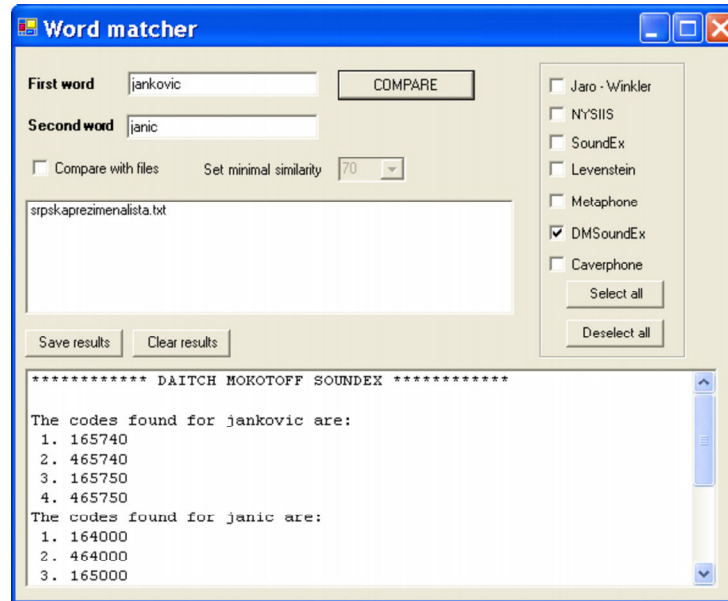 Word matcher
First word jankovic COMPARE
Second word janic
Compare with files Set minimal similarity 70
srpskaprezimenalista.txt
Jaro - Winkler
NYSIIS
SoundEx
Levenstein
Metaphone
DMSoundEx
Caverphone
Select all
Deselect all
Save results Clear results
************ DAITCH MOKOTOFF SOUNDEX ************
The codes found for jankovic are:
1. 165740
2. 465740
3. 165750
4. 465750
The codes found for janic are:
1. 164000
2. 464000
3. 165000